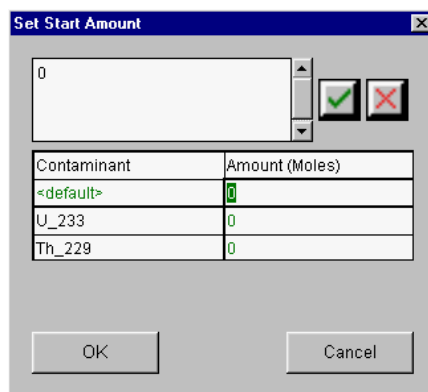 Set Start Amount
0
Contaminant Amount (Moles)
<default> 0
U_233 0
Th_229 0
OK Cancel